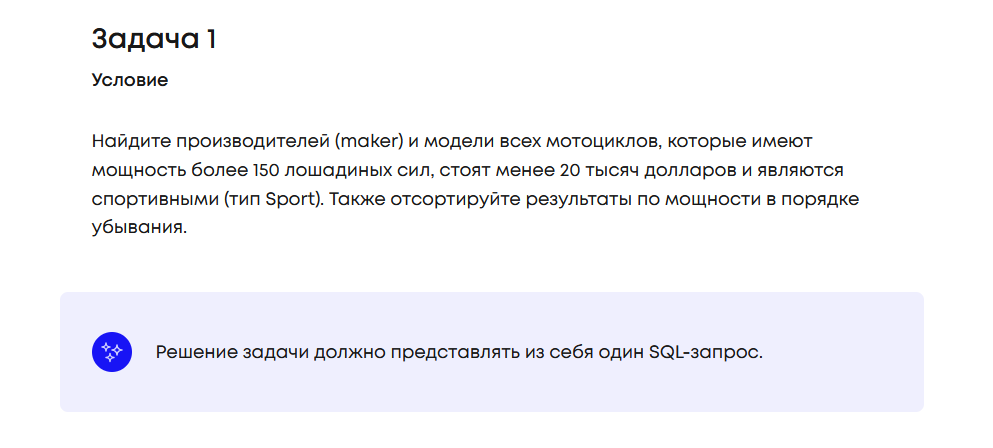 Задача 1
Условие
Найдите производителей (maker) и модели всех мотоциклов, которые имеют
мощность более 150 лошадиных сил, стоят менее 20 тысяч долларов и являются
спортивными (тип Sport). Также отсортируйте результаты по мощности в порядке
убывания.
Решение задачи должно представлять из себя один SQL-запрос.